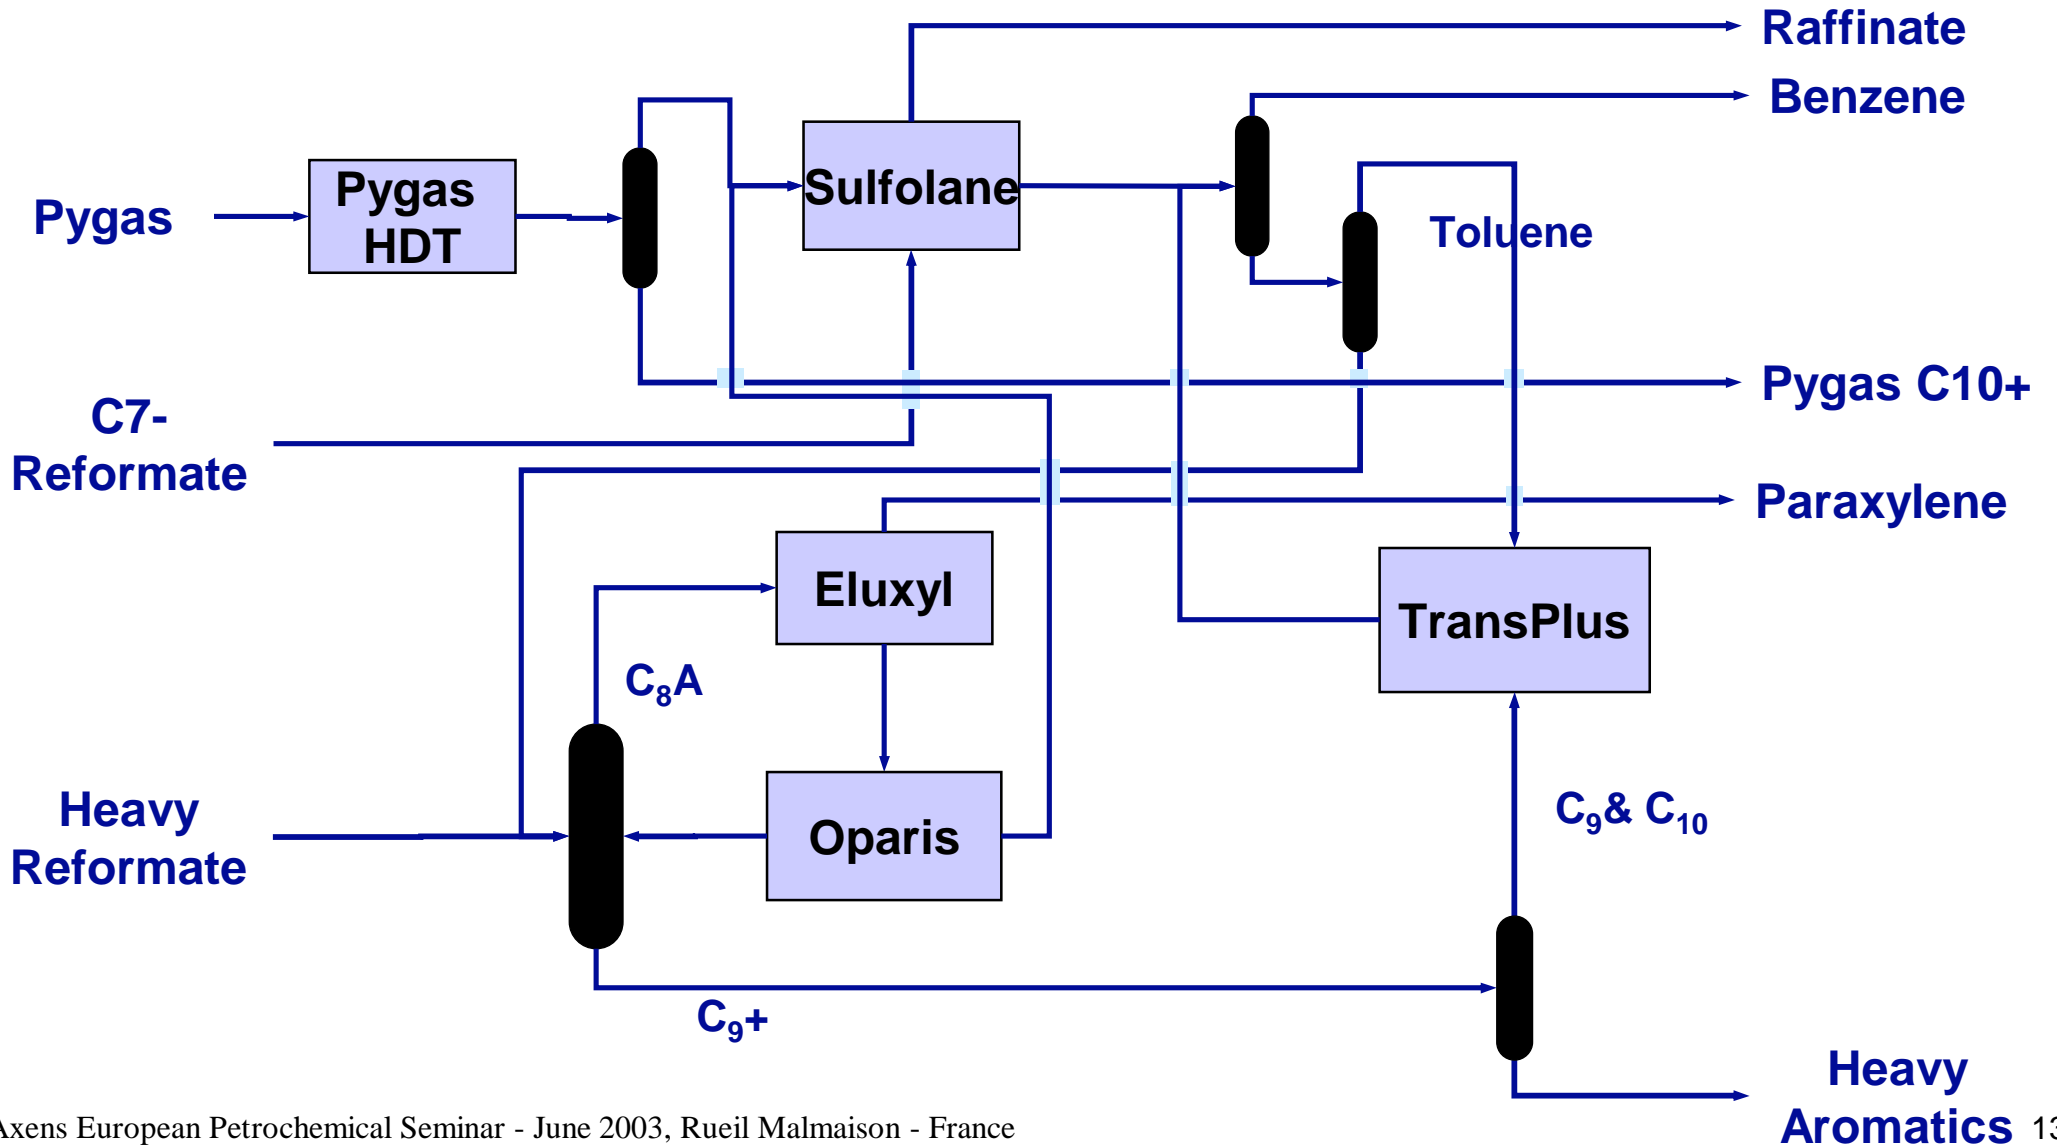 Raffinate
Benzene
Pygas
HDT
Sulfolane
Pygas
Toluene
Pygas C10+
C7-
Reformate
Paraxylene
Eluxyl
TransPlus
C₈A
Heavy
Reformate
Oparis
C₉& C₁₀
C₉+
Heavy
Aromatics
Axens European Petrochemical Seminar - June 2003, Rueil Malmaison - France